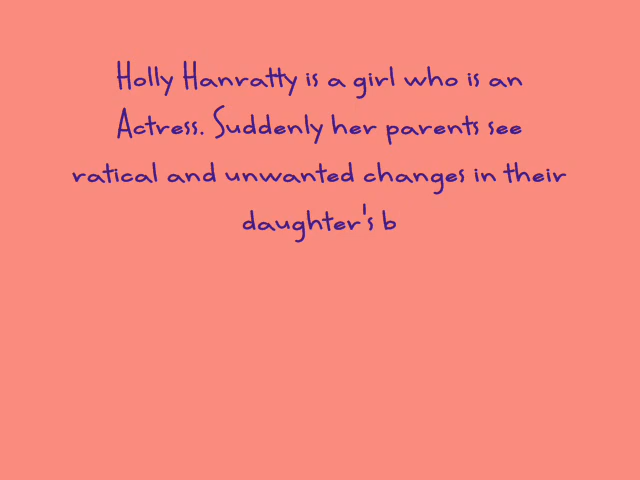 Holly Hanratty is a girl who is an
Actress. Suddenly her parents see
ratical and unwanted changes in their
daughter's b